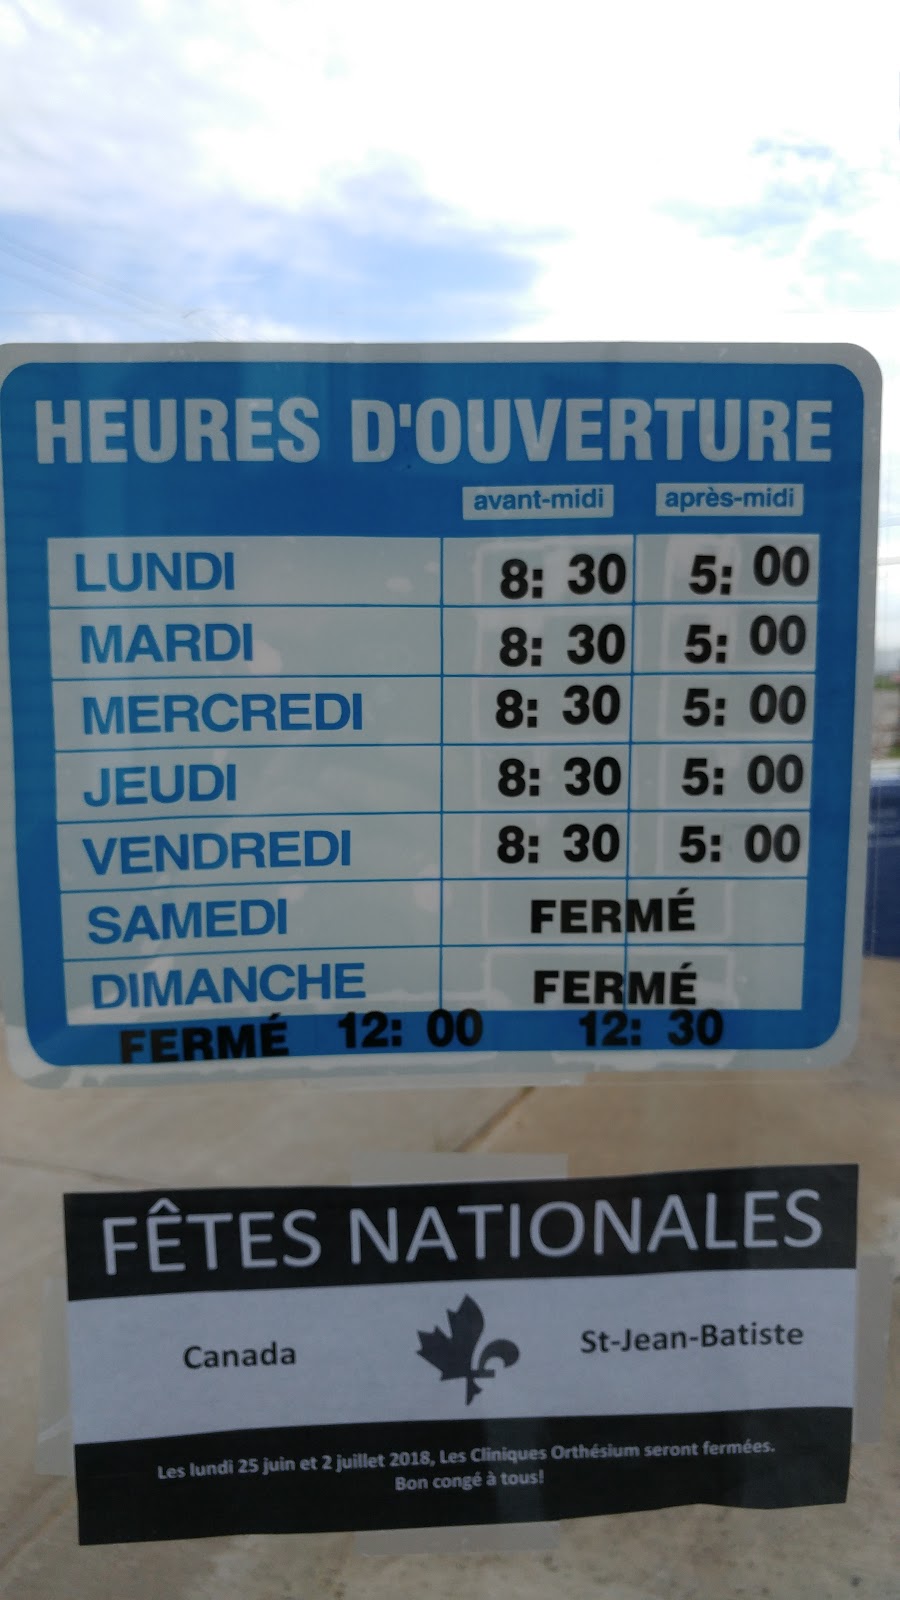 HEURES D'OUVERTURE
avant-midi après-midi
LUNDI 8: 30 5: 00
MARDI 8: 30 5: 00
MERCREDI 8: 30 5: 00
JEUDI 8: 30 5: 00
VENDREDI 8: 30 5: 00
SAMEDI FERMÉ
DIMANCHE FERMÉ
FERMÉ 12: 00 12: 30
FÊTES NATIONALES
Canada St-Jean-Batiste
Les lundi 25 juin et 2 juillet 2018, Les Cliniques Orthésium seront fermées.
Bon congé à tous!